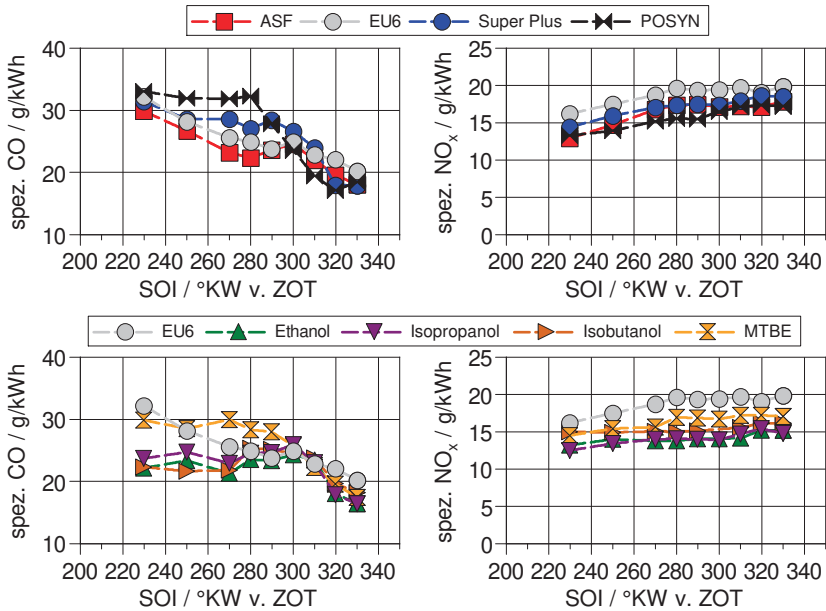 ASF EU6 Super Plus POSYN
spez. CO / g/kWh
40
30
20
10
200 220 240 260 280 300 320 340
SOI / °KW v. ZOT
spez. NOx / g/kWh
25
20
15
10
5
0
200 220 240 260 280 300 320 340
SOI / °KW v. ZOT
EU6 Ethanol Isopropanol Isobutanol MTBE
spez. CO / g/kWh
40
30
20
10
200 220 240 260 280 300 320 340
SOI / °KW v. ZOT
spez. NOx / g/kWh
25
20
15
10
5
0
200 220 240 260 280 300 320 340
SOI / °KW v. ZOT